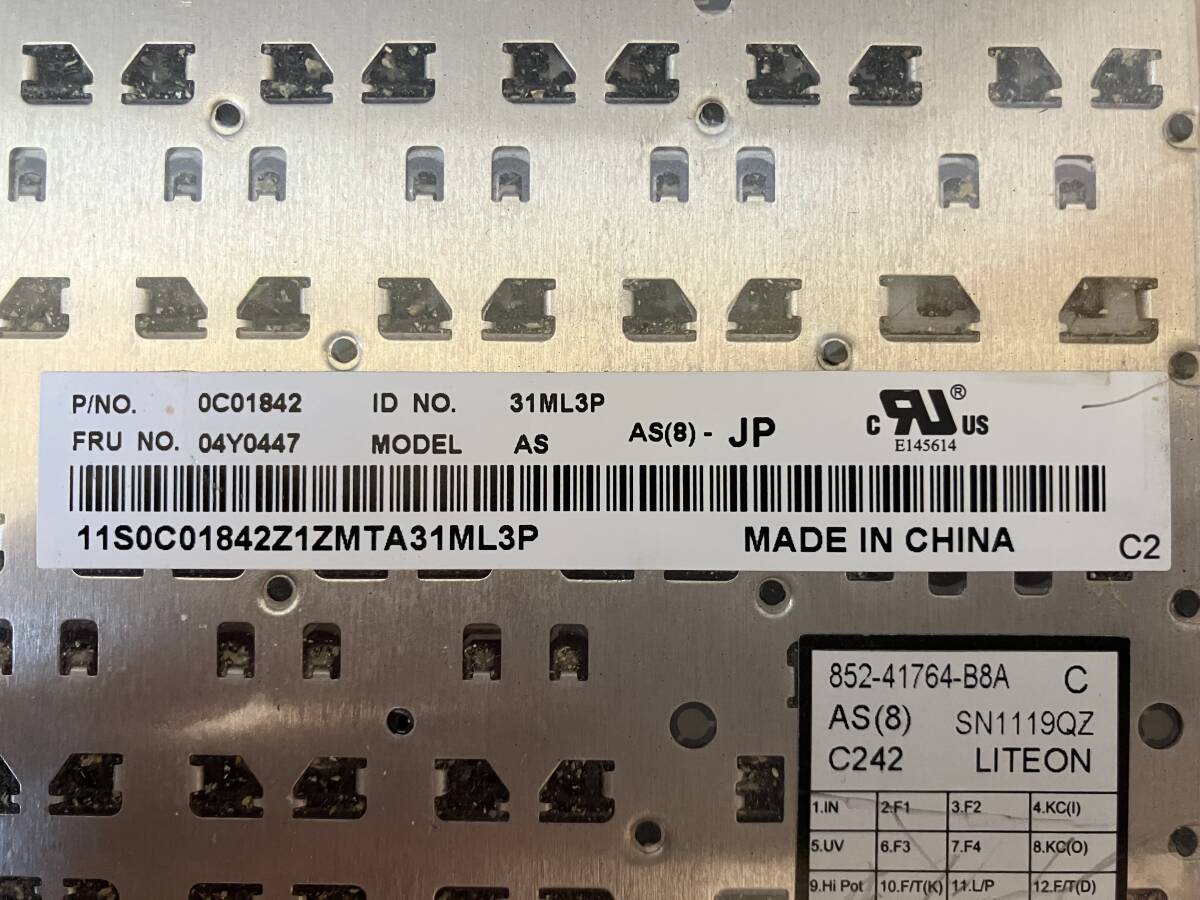 P/NO. 0C01842 ID NO. 31ML3P
FRU NO. 04Y0447 MODEL AS AS(8) - JP
C RU ® US
E145614
11S0C01842Z1ZMTA31ML3P MADE IN CHINA C2
852-41764-B8A C
AS(8) SN1119QZ
C242 LITEON
1.IN 2.F1 3.F2 4.KC(I)
5.UV 6.F3 7.F4 8.KC(O)
9.Hi Pot 10.F/T(K) 11.L/P 12.F/T(D)